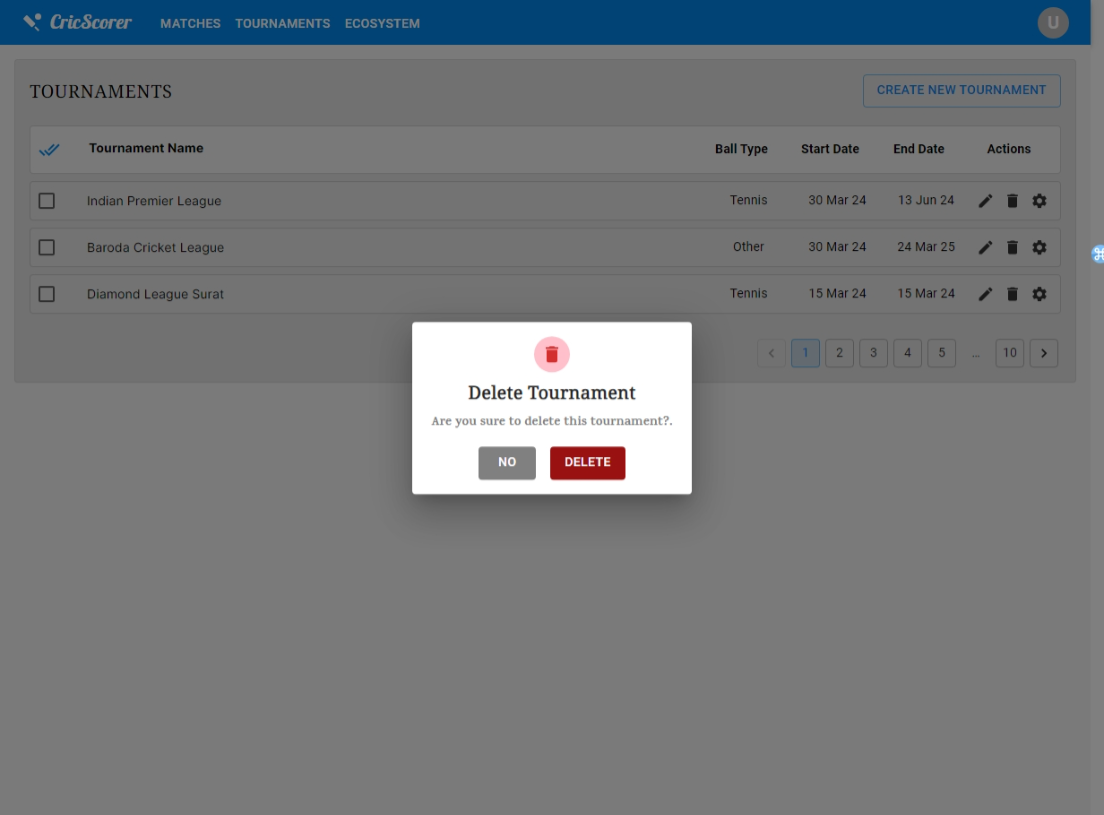 CricScorer MATCHES TOURNAMENTS ECOSYSTEM U
TOURNAMENTS CREATE NEW TOURNAMENT
Tournament Name Ball Type Start Date End Date Actions
Indian Premier League Tennis 30 Mar 24 13 Jun 24
Baroda Cricket League Other 30 Mar 24 24 Mar 25
Diamond League Surat Tennis 15 Mar 24 15 Mar 24
< 1 2 3 4 5 ... 10 >
Delete Tournament
Are you sure to delete this tournament?.
NO DELETE